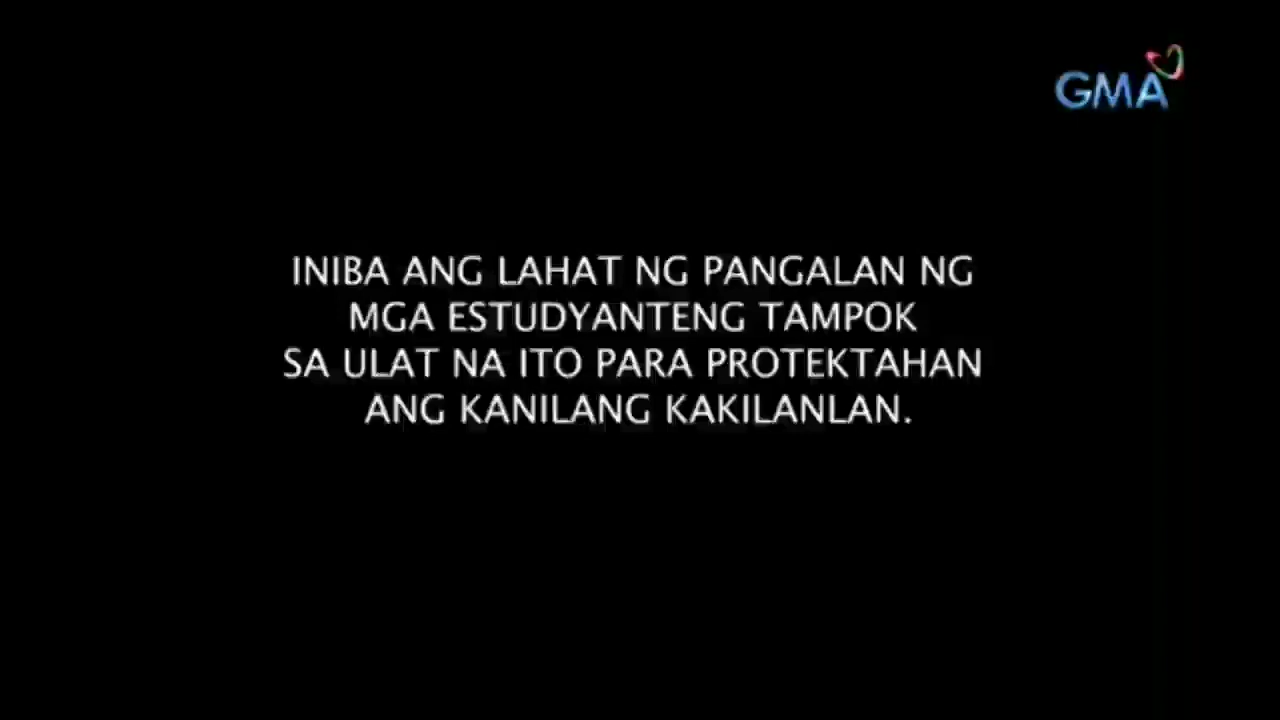 GMA
INIBA ANG LAHAT NG PANGALAN NG
MGA ESTUDYANTENG TAMPOK
SA ULAT NA ITO PARA PROTEKTAHAN
ANG KANILANG KAKILANLAN.